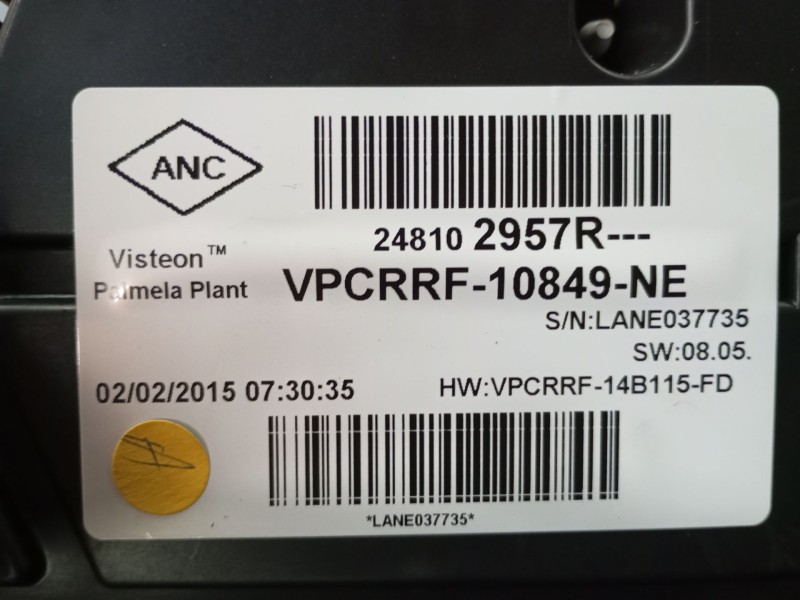 ANC
24810 2957R---
Visteon™
Palmela Plant
VPCRRF-10849-NE
S/N:LANE037735
SW:08.05.
02/02/2015 07:30:35
HW:VPCRRF-14B115-FD
*LANE037735*